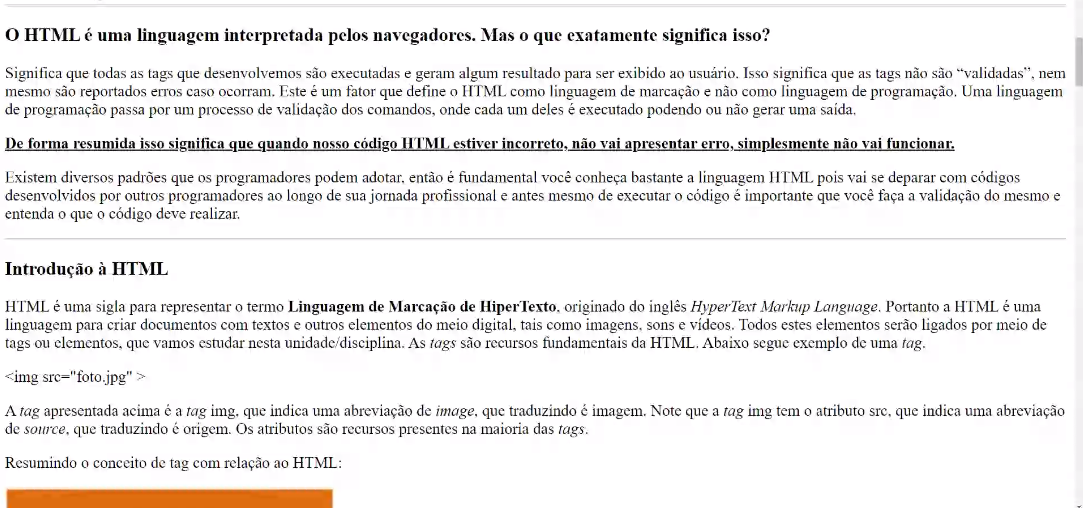 O HTML é uma linguagem interpretada pelos navegadores. Mas o que exatamente significa isso?
Significa que todas as tags que desenvolvemos são executadas e geram algum resultado para ser exibido ao usuário. Isso significa que as tags não são “validadas”, nem
mesmo são reportados erros caso ocorram. Este é um fator que define o HTML como linguagem de marcação e não como linguagem de programação. Uma linguagem
de programação passa por um processo de validação dos comandos, onde cada um deles é executado podendo ou não gerar uma saída.
De forma resumida isso significa que quando nosso código HTML estiver incorreto, não vai apresentar erro, simplesmente não vai funcionar.
Existem diversos padrões que os programadores podem adotar, então é fundamental você conheça bastante a linguagem HTML pois vai se deparar com códigos
desenvolvidos por outros programadores ao longo de sua jornada profissional e antes mesmo de executar o código é importante que você faça a validação do mesmo e
entenda o que o código deve realizar.
Introdução à HTML
HTML é uma sigla para representar o termo Linguagem de Marcação de HiperTexto, originado do inglês HyperText Markup Language. Portanto a HTML é uma
linguagem para criar documentos com textos e outros elementos do meio digital, tais como imagens, sons e vídeos. Todos estes elementos serão ligados por meio de
tags ou elementos, que vamos estudar nesta unidade/disciplina. As tags são recursos fundamentais da HTML. Abaixo segue exemplo de uma tag.
<img src="foto.jpg" >
A tag apresentada acima é a tag img, que indica uma abreviação de image, que traduzindo é imagem. Note que a tag img tem o atributo src, que indica uma abreviação
de source, que traduzindo é origem. Os atributos são recursos presentes na maioria das tags.
Resumindo o conceito de tag com relação ao HTML: